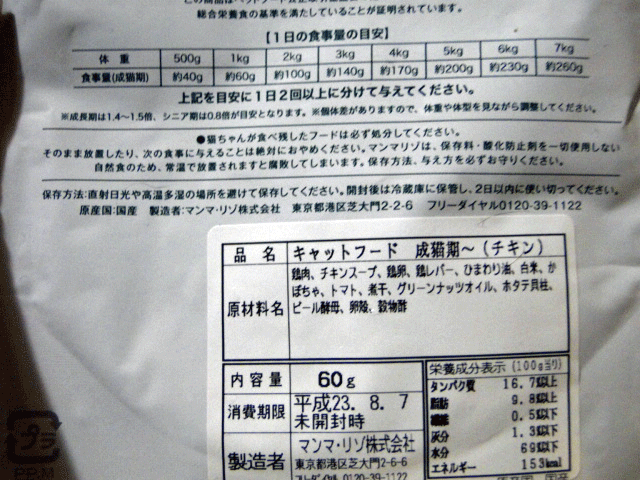 総合栄養食の基準を満たしていることが証明されています。
【1日の食事量の目安】
体 重 500g 1kg 2kg 3kg 4kg 5kg 6kg 7kg
食事量(成猫期) 約40g 約60g 約100g 約140g 約170g 約200g 約230g 約260g
上記を目安に1日2回以上に分けて与えてください。
※成長期は1.4〜1.5倍、シニア期は0.8倍が目安となります。※個体差がありますので、体重や体型を見ながら調整してください。
●猫ちゃんが食べ残したフードは必ず処分してください。
そのまま放置したり、次の食事に与えることは絶対におやめください。マンマリゾは、保存料・酸化防止剤を一切使用しない
自然食のため、常温で放置されますと腐敗してしまいます。保存方法、与え方を必ずお守りください。
保存方法:直射日光や高温多湿の場所を避けて保存してください。開封後は冷蔵庫に保管し、2日以内に使い切ってください。
原産国:国産 製造者:マンマ・リゾ株式会社 東京都港区芝大門2-2-6 フリーダイヤル0120-39-1122
品 名 キャットフード 成猫期〜(チキン)
原材料名 鶏肉、チキンスープ、鶏卵、鶏レバー、ひまわり油、白米、か
ぼちゃ、トマト、煮干、グリーンナッツオイル、ホタテ貝柱、
ビール酵母、卵殻、穀物酢
内容量 60g
消費期限 平成23. 8. 7
未開封時
製造者 マンマ・リゾ株式会社
東京都港区芝大門2-6-6
フリーダイヤル 0120-39-1122
栄養成分表示 (100g当り)
タンパク質 16.7%以上
脂肪 9.8%以上
繊維 0.5%以下
灰分 1.3%以下
水分 69%以下
エネルギー 153kcal
プラ
PP-M